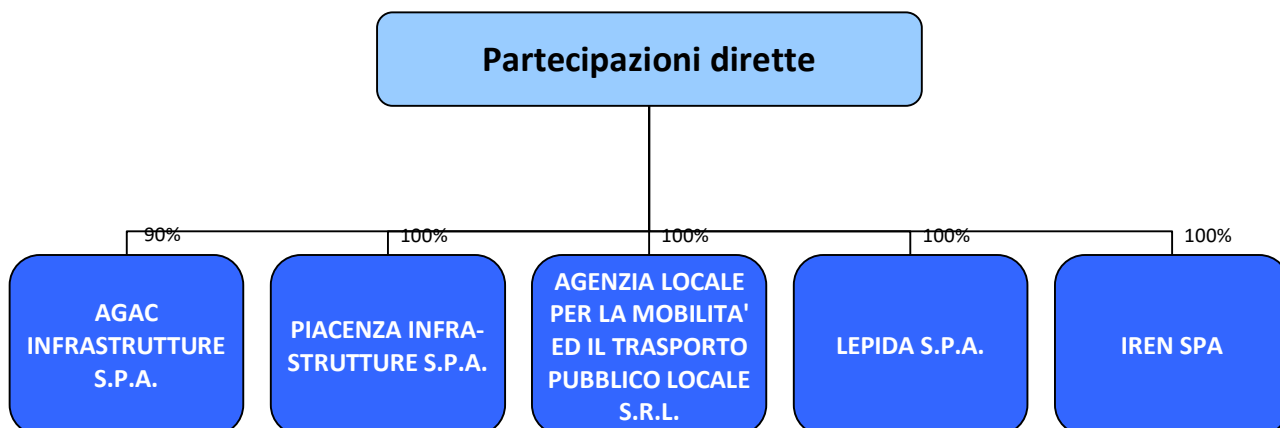 Partecipazioni dirette
90%
100%
100%
100%
100%
AGAC
INFRASTRUTTURE
S.P.A.
PIACENZA INFRA-
STRUTTURE S.P.A.
AGENZIA LOCALE
PER LA MOBILITA'
ED IL TRASPORTO
PUBBLICO LOCALE
S.R.L.
LEPIDA S.P.A.
IREN SPA